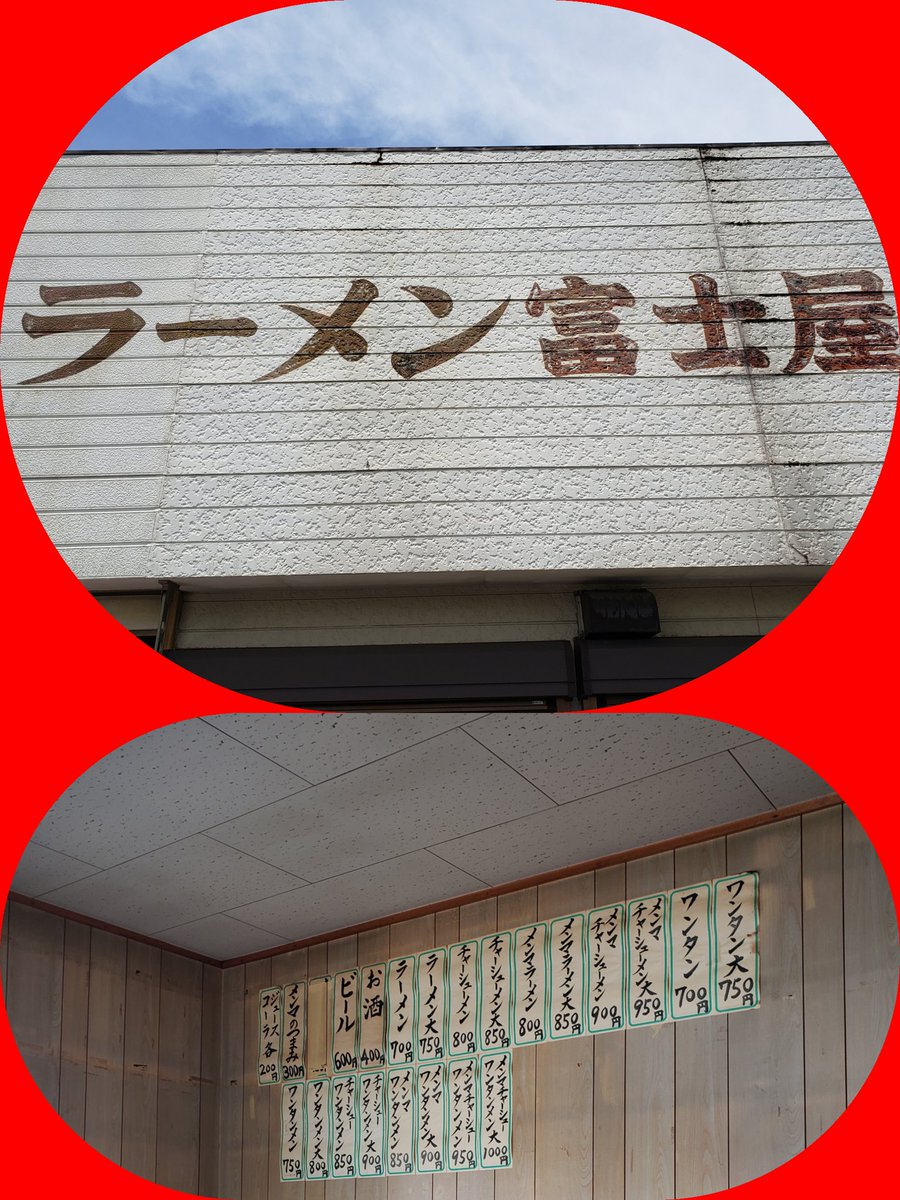 ラーメン富士屋
ワンタン大 750円
ワンタン 700円
メンマチャーシューメン大 950円
メンマチャーシューメン 900円
メンマラーメン大 850円
メンマラーメン 800円
チャーシューメン大 850円
チャーシューメン 800円
ラーメン大 750円
ラーメン 700円
お酒 400円
ビール 600円
メンマのつまみ 300円
ジュースコーラ各 200円
メンマチャーシューワンタンメン大 1000円
メンマチャーシューワンタンメン 950円
メンマワンタンメン大 900円
メンマワンタンメン 850円
チャーシューワンタンメン大 900円
チャーシューワンタンメン 850円
ワンタンメン大 800円
ワンタンメン 750円